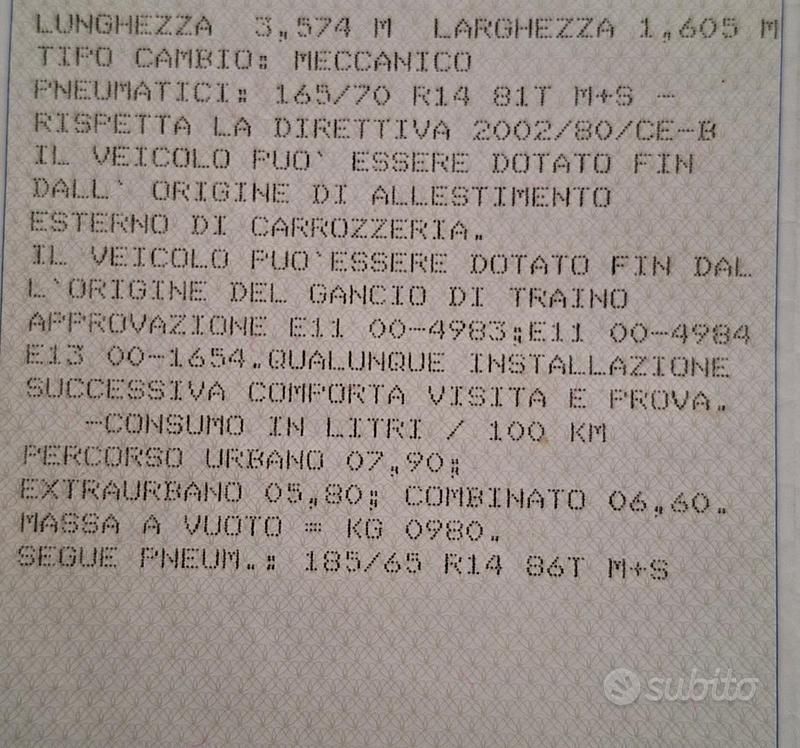 LUNGHEZZA 3,574 M LARGHEZZA 1,605 M
TIPO CAMBIO: MECCANICO
PNEUMATICI: 165/70 R14 81T M+S -
RISPETTA LA DIRETTIVA 2002/80/CE-B
IL VEICOLO PUO` ESSERE DOTATO FIN
DALL` ORIGINE DI ALLESTIMENTO
ESTERNO DI CARROZZERIA.
IL VEICOLO PUO`ESSERE DOTATO FIN DAL
L`ORIGINE DEL GANCIO DI TRAINO
APPROVAZIONE E11 00-4983;E11 00-4984
E13 00-1654.QUALUNQUE INSTALLAZIONE
SUCCESSIVA COMPORTA VISITA E PROVA.
-CONSUMO IN LITRI / 100 KM
PERCORSO URBANO 07,90;
EXTRAURBANO 05,80; COMBINATO 06,60.
MASSA A VUOTO = KG 0980.
SEGUE PNEUM.: 185/65 R14 86T M+S
subito